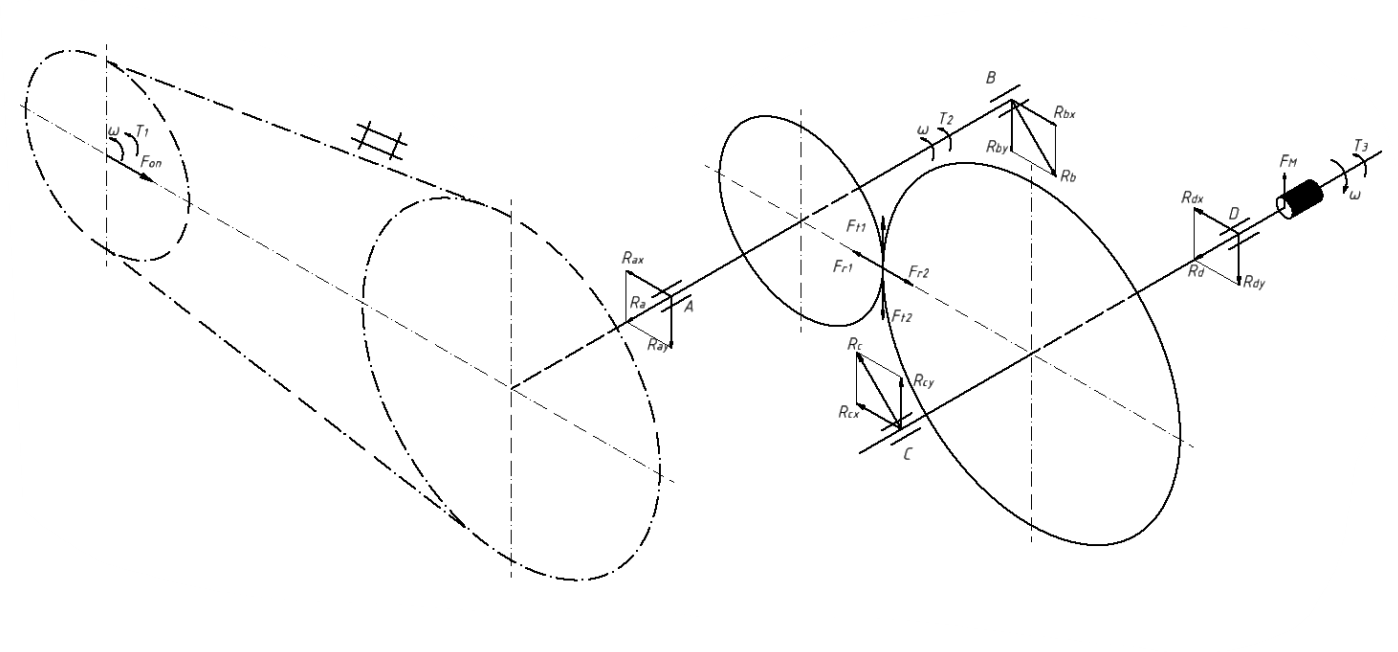 ω T1
Fоп
Rax
Ra
A
Ray
ω T2
B
Rbx
Rby
Rb
Ft1
Fr1
Fr2
Ft2
Rc
Rcy
Rcx
C
Rdx
D
Rd
Rdy
Fм
T3
ω